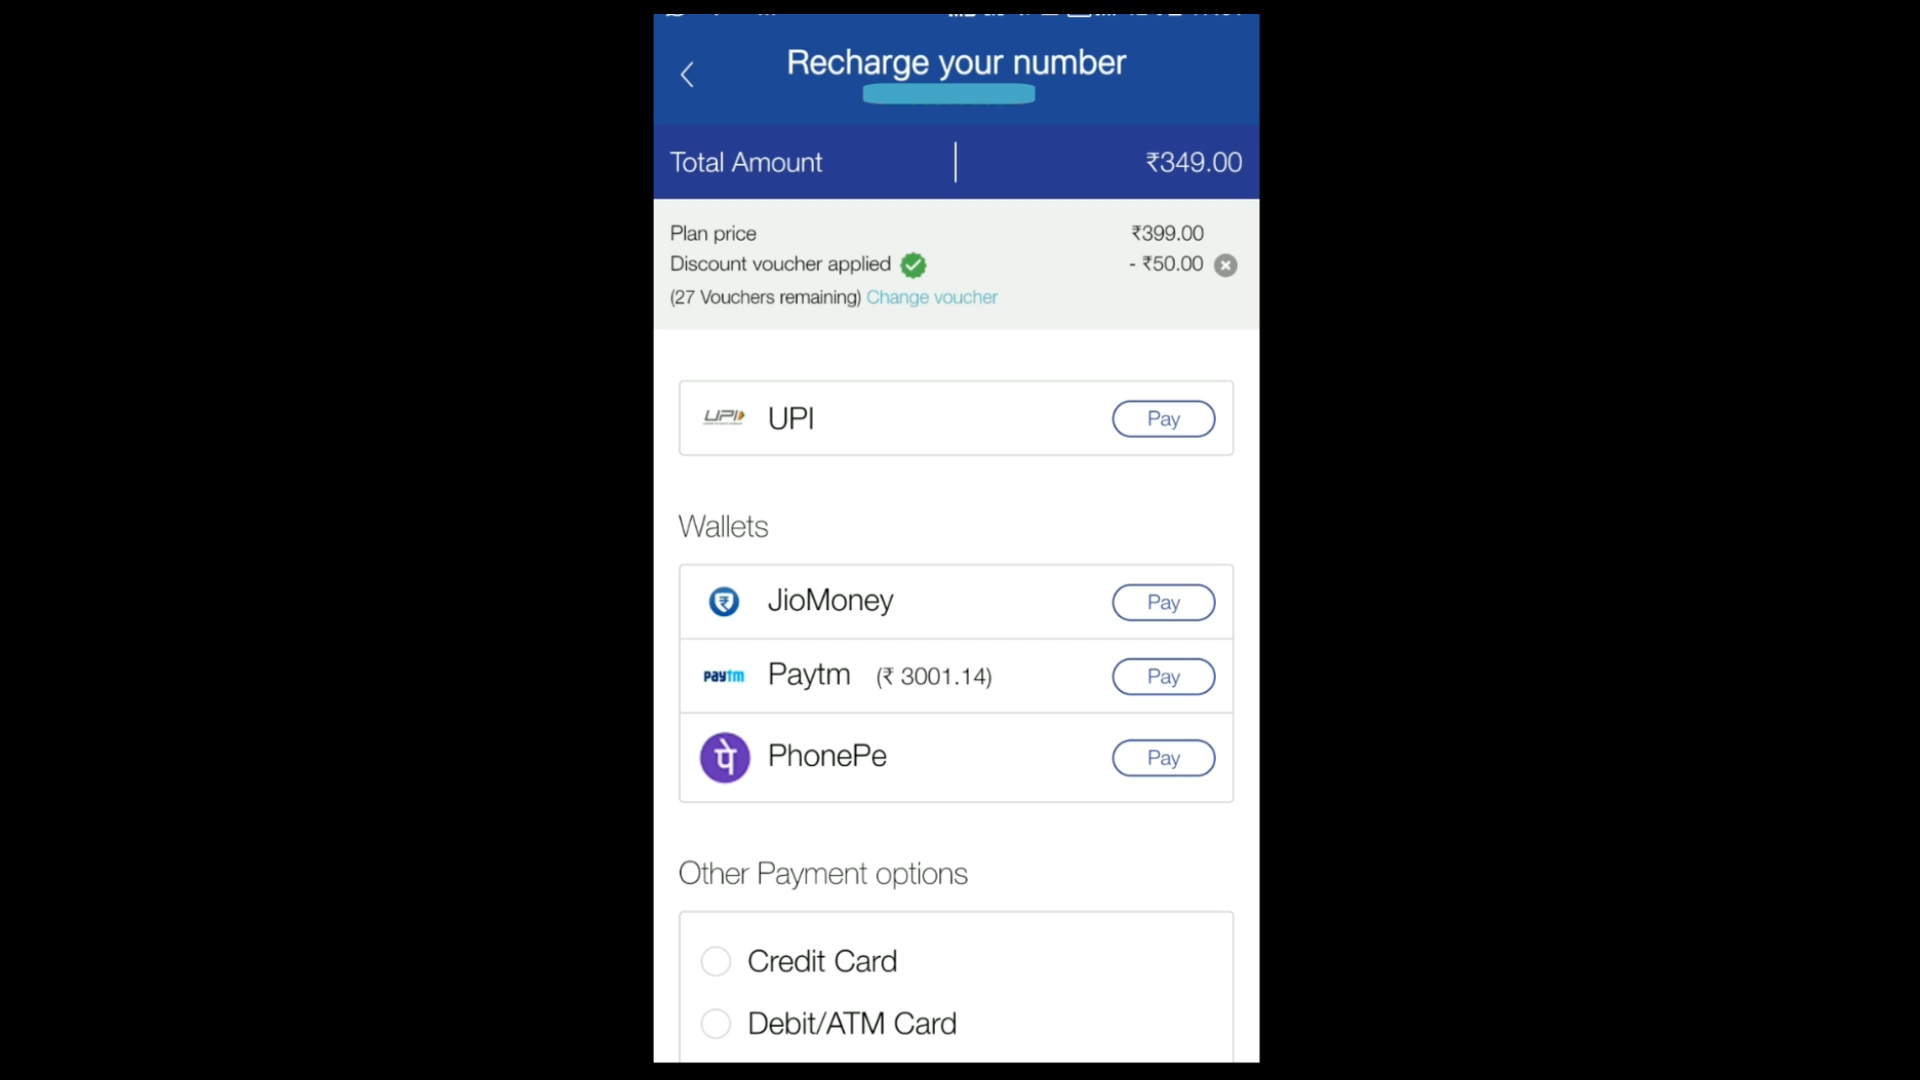 Recharge your number
Total Amount ₹349.00
Plan price ₹399.00
Discount voucher applied - ₹50.00
(27 Vouchers remaining) Change voucher
UPI UPI Pay
Wallets
JioMoney Pay
paytm Paytm (₹ 3001.14) Pay
पे PhonePe Pay
Other Payment options
Credit Card
Debit/ATM Card